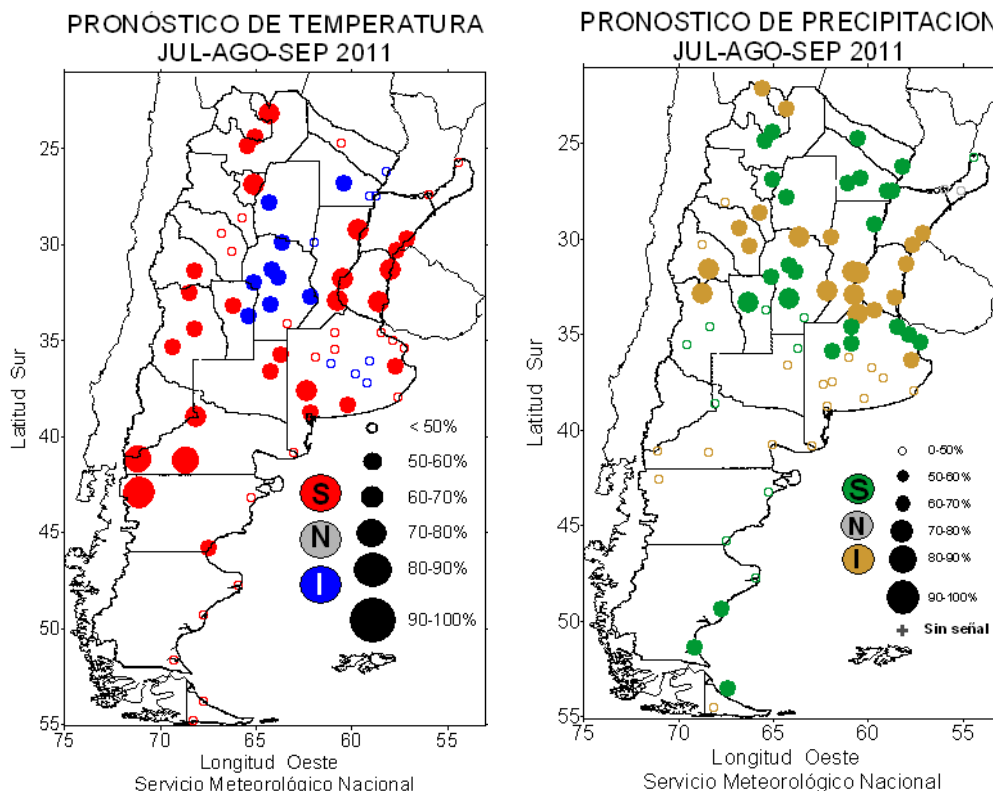 PRONÓSTICO DE TEMPERATURA
JUL-AGO-SEP 2011
25
30
35
40
45
50
55
Latitud Sur
75
70
65
60
55
Longitud Oeste
Servicio Meteorológico Nacional
S
N
I
< 50%
50-60%
60-70%
70-80%
80-90%
90-100%
PRONOSTICO DE PRECIPITACION
JUL-AGO-SEP 2011
25
30
35
40
45
50
55
Latitud Sur
75
70
65
60
55
Longitud Oeste
Servicio Meteorológico Nacional
S
N
I
0-50%
50-60%
60-70%
70-80%
80-90%
90-100%
+ Sin señal